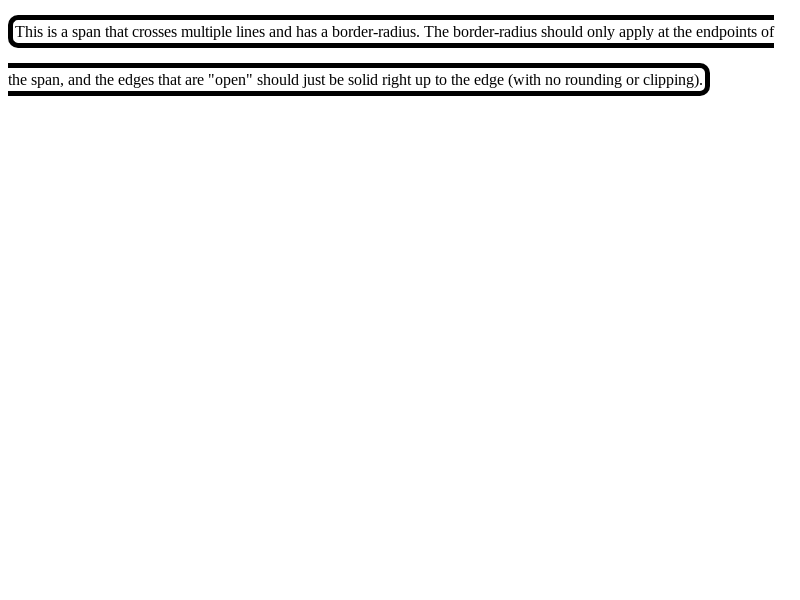 This is a span that crosses multiple lines and has a border-radius. The border-radius should only apply at the endpoints of
the span, and the edges that are "open" should just be solid right up to the edge (with no rounding or clipping).